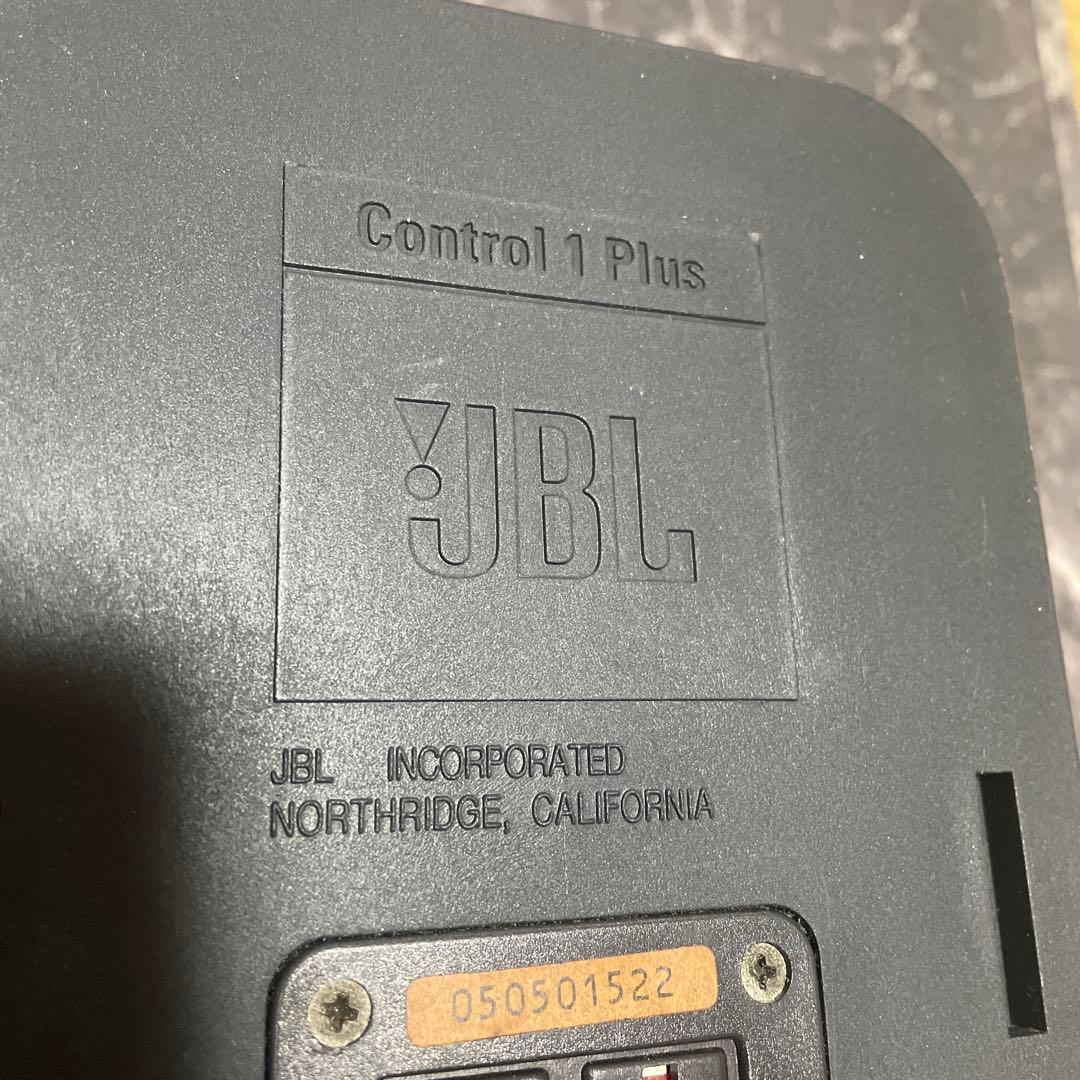 Control 1 Plus
JBL
JBL INCORPORATED
NORTHRIDGE, CALIFORNIA
050501522